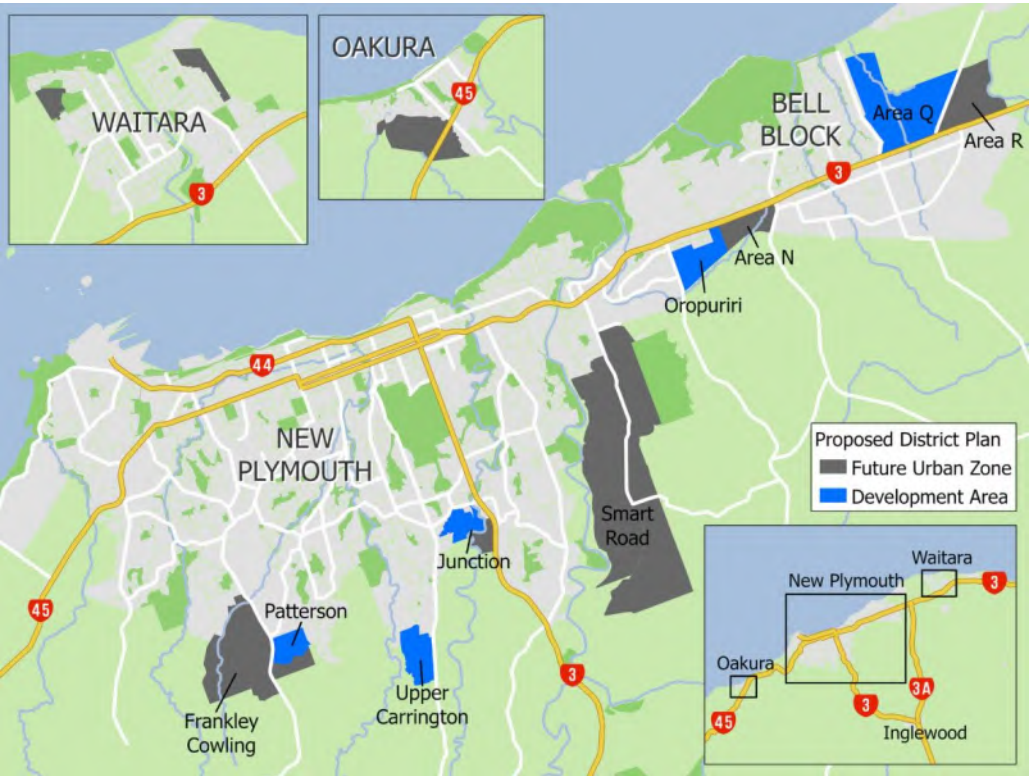 WAITARA
3
OAKURA
45
BELL
BLOCK
Area Q
Area R
3
Area N
Oropuriri
44
NEW
PLYMOUTH
Smart
Road
Junction
45
Patterson
3
Frankley
Cowling
Upper
Carrington
Proposed District Plan
Future Urban Zone
Development Area
Waitara
New Plymouth
3
Oakura
3A
45
3
Inglewood